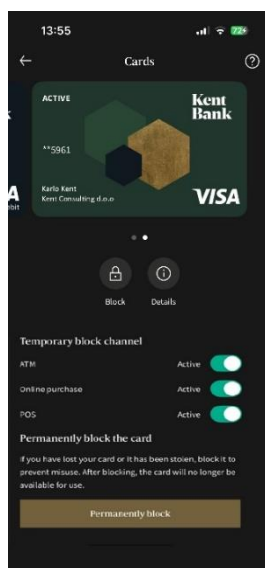 13:55
72
Cards
ACTIVE
Kent
Bank
**5961
Karlo Kent
Kent Consulting d.o.o
VISA
Block
Details
Temporary block channel
ATM
Active
Online purchase
Active
POS
Active
Permanently block the card
If you have lost your card or it has been stolen, block it to
prevent misuse. After blocking, the card will no longer be
available for use.
Permanently block